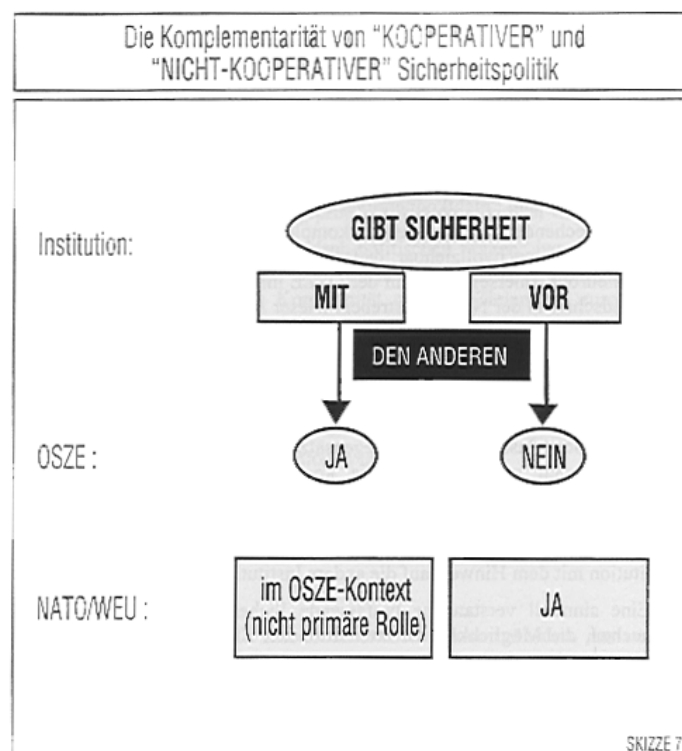 Die Komplementarität von "KOOPERATIVER" und
"NICHT-KOOPERATIVER" Sicherheitspolitik
Institution:
GIBT SICHERHEIT
MIT
VOR
DEN ANDEREN
OSZE :
JA
NEIN
NATO/WEU :
im OSZE-Kontext
(nicht primäre Rolle)
JA
SKIZZE 7